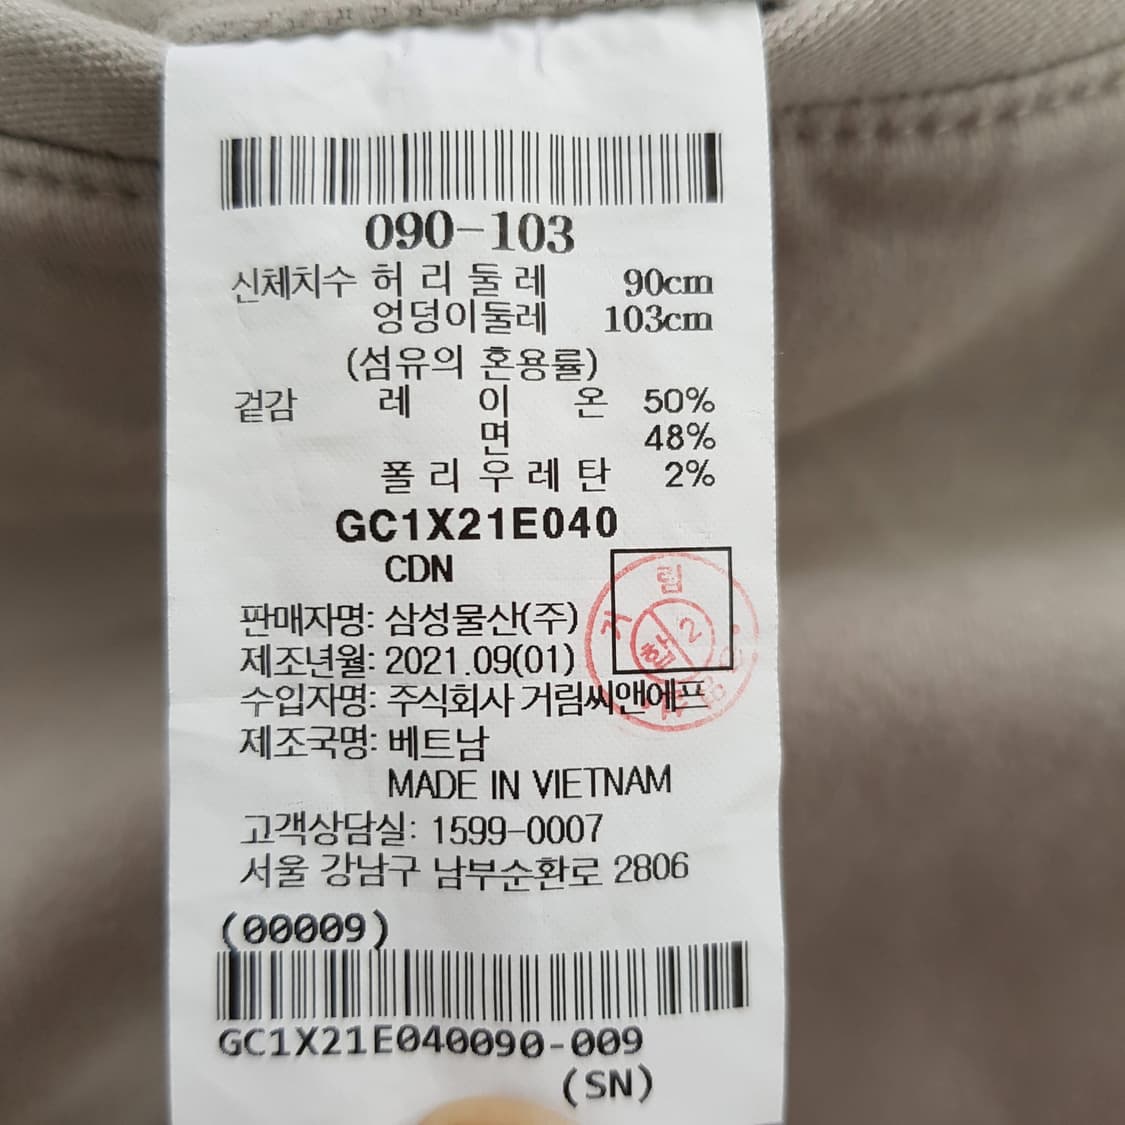 090-103
신체치수 허리둘레 90cm
엉덩이둘레 103cm
(섬유의 혼용률)
겉감 레이온 50%
면 48%
폴리우레탄 2%
GC1X21E040
CDN
판매자명: 삼성물산(주)
제조년월: 2021.09(01)
수입자명: 주식회사 거림씨앤에프
제조국명: 베트남
MADE IN VIETNAM
고객상담실: 1599-0007
서울 강남구 남부순환로 2806
(00009)
GC1X21E040090-009
(SN)
거림
합 2